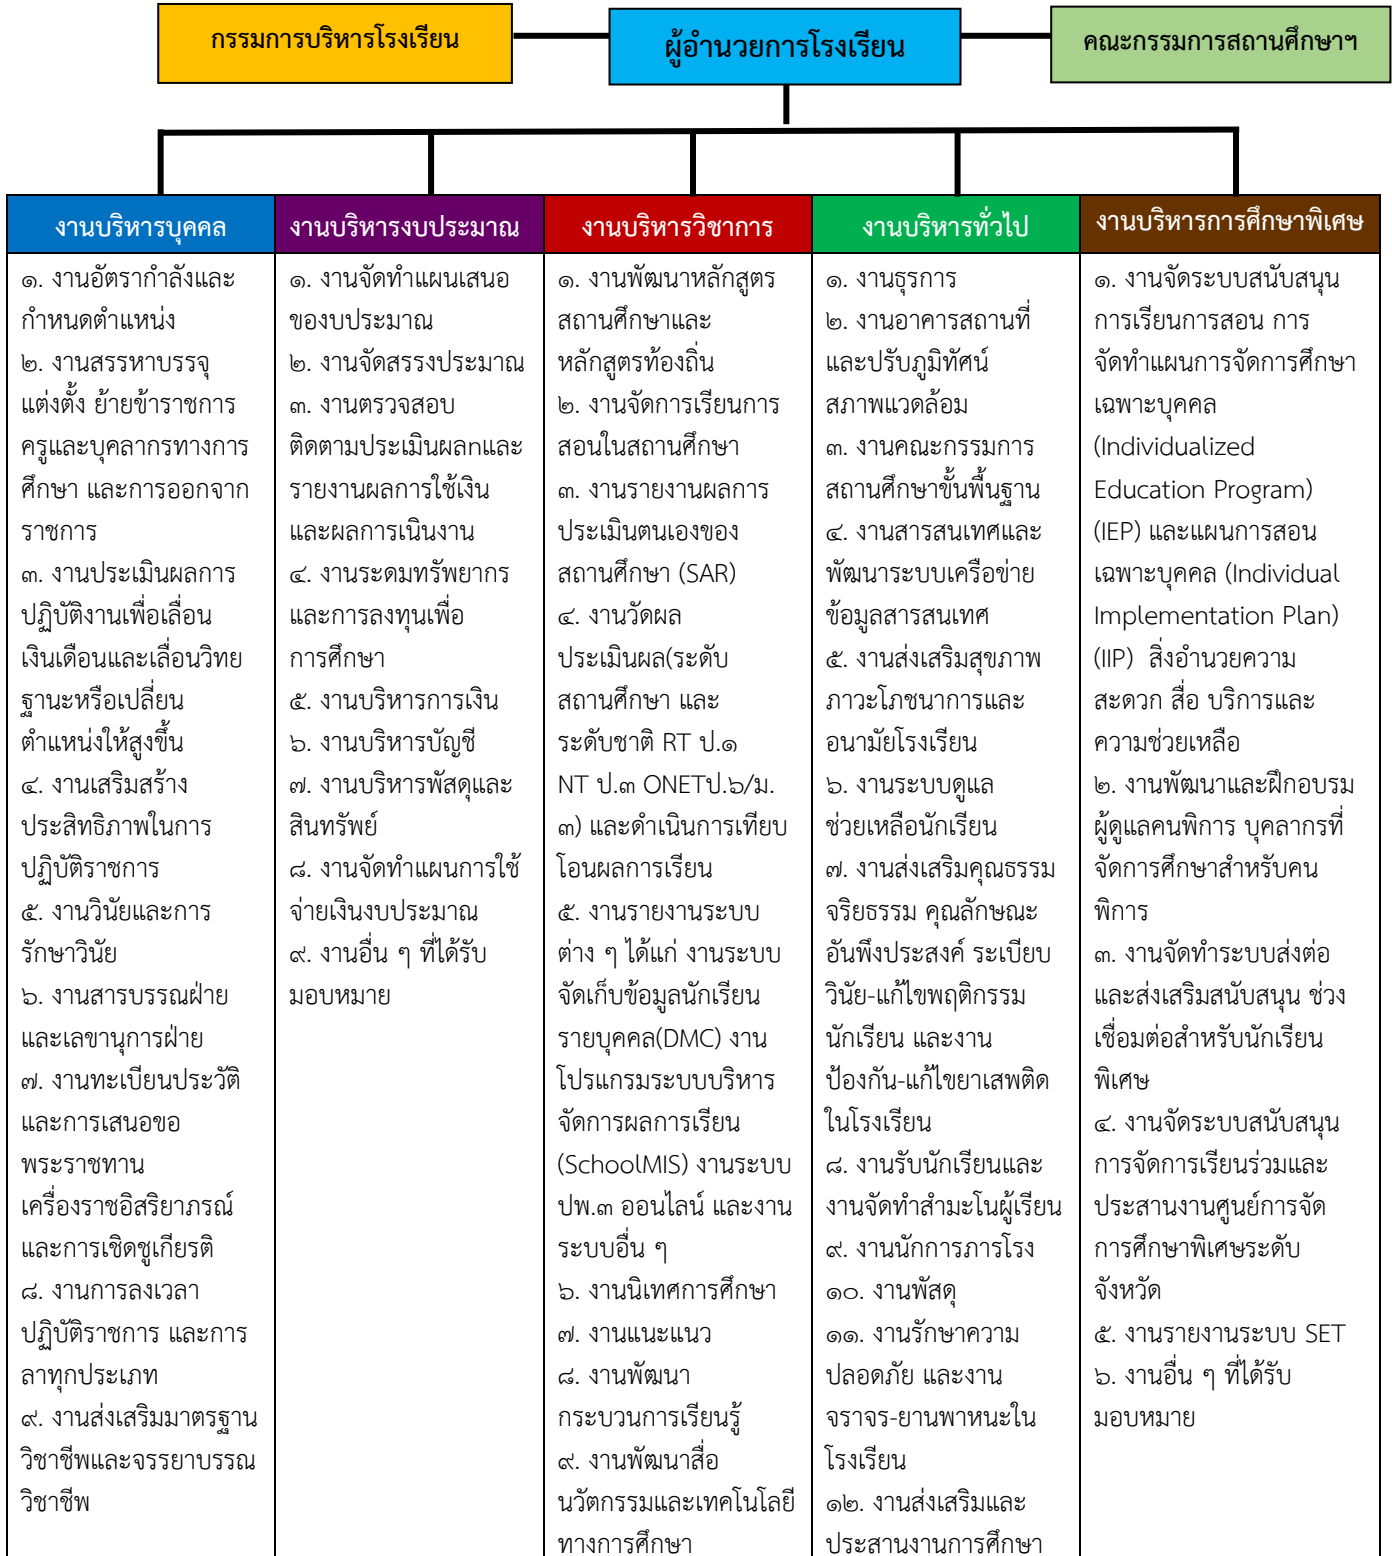 กรรมการบริหารโรงเรียน
ผู้อำนวยการโรงเรียน
คณะกรรมการสถานศึกษาฯ
งานบริหารบุคคล
๑. งานอัตรากำลังและ
กำหนดตำแหน่ง
๒. งานสรรหาบรรจุ
แต่งตั้ง ย้ายข้าราชการ
ครูและบุคลากรทางการ
ศึกษา และการออกจาก
ราชการ
๓. งานประเมินผลการ
ปฏิบัติงานเพื่อเลื่อน
เงินเดือนและเลื่อนวิทย
ฐานะหรือเปลี่ยน
ตำแหน่งให้สูงขึ้น
๔. งานเสริมสร้าง
ประสิทธิภาพในการ
ปฏิบัติราชการ
๕. งานวินัยและการ
รักษาวินัย
๖. งานสารบรรณฝ่าย
และเลขานุการฝ่าย
๗. งานทะเบียนประวัติ
และการเสนอขอ
พระราชทาน
เครื่องราชอิสริยาภรณ์
และการเชิดชูเกียรติ
๘. งานการลงเวลา
ปฏิบัติราชการ และการ
ลาทุกประเภท
๙. งานส่งเสริมมาตรฐาน
วิชาชีพและจรรยาบรรณ
วิชาชีพ
งานบริหารงบประมาณ
๑. งานจัดทำแผนเสนอ
ของบประมาณ
๒. งานจัดสรรงประมาณ
๓. งานตรวจสอบ
ติดตามประเมินผลnและ
รายงานผลการใช้เงิน
และผลการเนินงาน
๔. งานระดมทรัพยากร
และการลงทุนเพื่อ
การศึกษา
๕. งานบริหารการเงิน
๖. งานบริหารบัญชี
๗. งานบริหารพัสดุและ
สินทรัพย์
๘. งานจัดทำแผนการใช้
จ่ายเงินงบประมาณ
๙. งานอื่น ๆ ที่ได้รับ
มอบหมาย
งานบริหารวิชาการ
๑. งานพัฒนาหลักสูตร
สถานศึกษาและ
หลักสูตรท้องถิ่น
๒. งานจัดการเรียนการ
สอนในสถานศึกษา
๓. งานรายงานผลการ
ประเมินตนเองของ
สถานศึกษา (SAR)
๔. งานวัดผล
ประเมินผล(ระดับ
สถานศึกษา และ
ระดับชาติ RT ป.๑
NT ป.๓ ONETป.๖/ม.
๓) และดำเนินการเทียบ
โอนผลการเรียน
๕. งานรายงานระบบ
ต่าง ๆ ได้แก่ งานระบบ
จัดเก็บข้อมูลนักเรียน
รายบุคคล(DMC) งาน
โปรแกรมระบบบริหาร
จัดการผลการเรียน
(SchoolMIS) งานระบบ
ปพ.๓ ออนไลน์ และงาน
ระบบอื่น ๆ
๖. งานนิเทศการศึกษา
๗. งานแนะแนว
๘. งานพัฒนา
กระบวนการเรียนรู้
๙. งานพัฒนาสื่อ
นวัตกรรมและเทคโนโลยี
ทางการศึกษา
งานบริหารทั่วไป
๑. งานธุรการ
๒. งานอาคารสถานที่
และปรับภูมิทัศน์
สภาพแวดล้อม
๓. งานคณะกรรมการ
สถานศึกษาขั้นพื้นฐาน
๔. งานสารสนเทศและ
พัฒนาระบบเครือข่าย
ข้อมูลสารสนเทศ
๕. งานส่งเสริมสุขภาพ
ภาวะโภชนาการและ
อนามัยโรงเรียน
๖. งานระบบดูแล
ช่วยเหลือนักเรียน
๗. งานส่งเสริมคุณธรรม
จริยธรรม คุณลักษณะ
อันพึงประสงค์ ระเบียบ
วินัย-แก้ไขพฤติกรรม
นักเรียน และงาน
ป้องกัน-แก้ไขยาเสพติด
ในโรงเรียน
๘. งานรับนักเรียนและ
งานจัดทำสำมะโนผู้เรียน
๙. งานนักการภารโรง
๑๐. งานพัสดุ
๑๑. งานรักษาความ
ปลอดภัย และงาน
จราจร-ยานพาหนะใน
โรงเรียน
๑๒. งานส่งเสริมและ
ประสานงานการศึกษา
งานบริหารการศึกษาพิเศษ
๑. งานจัดระบบสนับสนุน
การเรียนการสอน การ
จัดทำแผนการจัดการศึกษา
เฉพาะบุคคล
(Individualized
Education Program)
(IEP) และแผนการสอน
เฉพาะบุคคล (Individual
Implementation Plan)
(IIP) สิ่งอำนวยความ
สะดวก สื่อ บริการและ
ความช่วยเหลือ
๒. งานพัฒนาและฝึกอบรม
ผู้ดูแลคนพิการ บุคลากรที่
จัดการศึกษาสำหรับคน
พิการ
๓. งานจัดทำระบบส่งต่อ
และส่งเสริมสนับสนุน ช่วง
เชื่อมต่อสำหรับนักเรียน
พิเศษ
๔. งานจัดระบบสนับสนุน
การจัดการเรียนร่วมและ
ประสานงานศูนย์การจัด
การศึกษาพิเศษระดับ
จังหวัด
๕. งานรายงานระบบ SET
๖. งานอื่น ๆ ที่ได้รับ
มอบหมาย